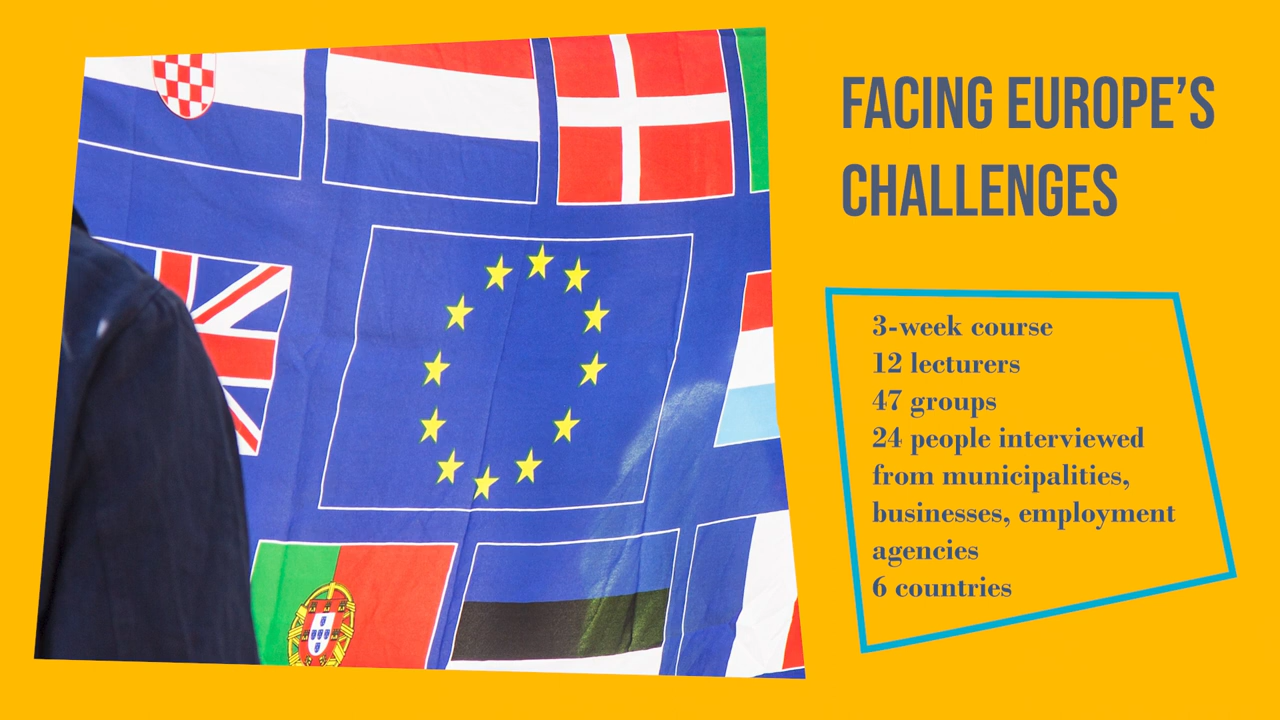 FACING EUROPE'S
CHALLENGES
3-week course
12 lecturers
47 groups
24 people interviewed
from municipalities,
businesses, employment
agencies
6 countries